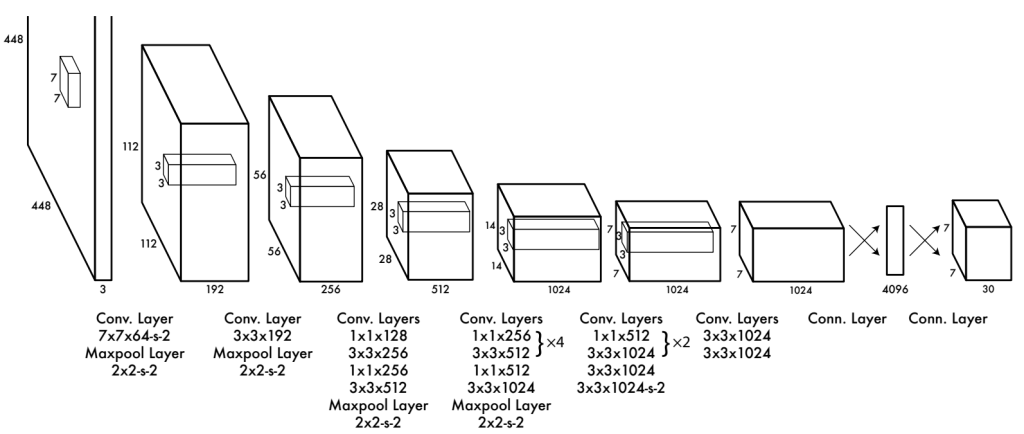 448
7
7
448
3
112
3
3
112
192
56
3
3
56
256
28
3
3
28
512
14
3
3
14
1024
7
3
3
7
1024
7
7
1024
4096
7
7
30
Conv. Layer
7x7x64-s-2
Maxpool Layer
2x2-s-2
Conv. Layer
3x3x192
Maxpool Layer
2x2-s-2
Conv. Layers
1x1x128
3x3x256
1x1x256
3x3x512
Maxpool Layer
2x2-s-2
Conv. Layers
1x1x256
3x3x512 } ×4
1x1x512
3x3x1024
Maxpool Layer
2x2-s-2
Conv. Layers
1x1x512
3x3x1024 } ×2
3x3x1024
3x3x1024-s-2
Conv. Layers
3x3x1024
3x3x1024
Conn. Layer
Conn. Layer